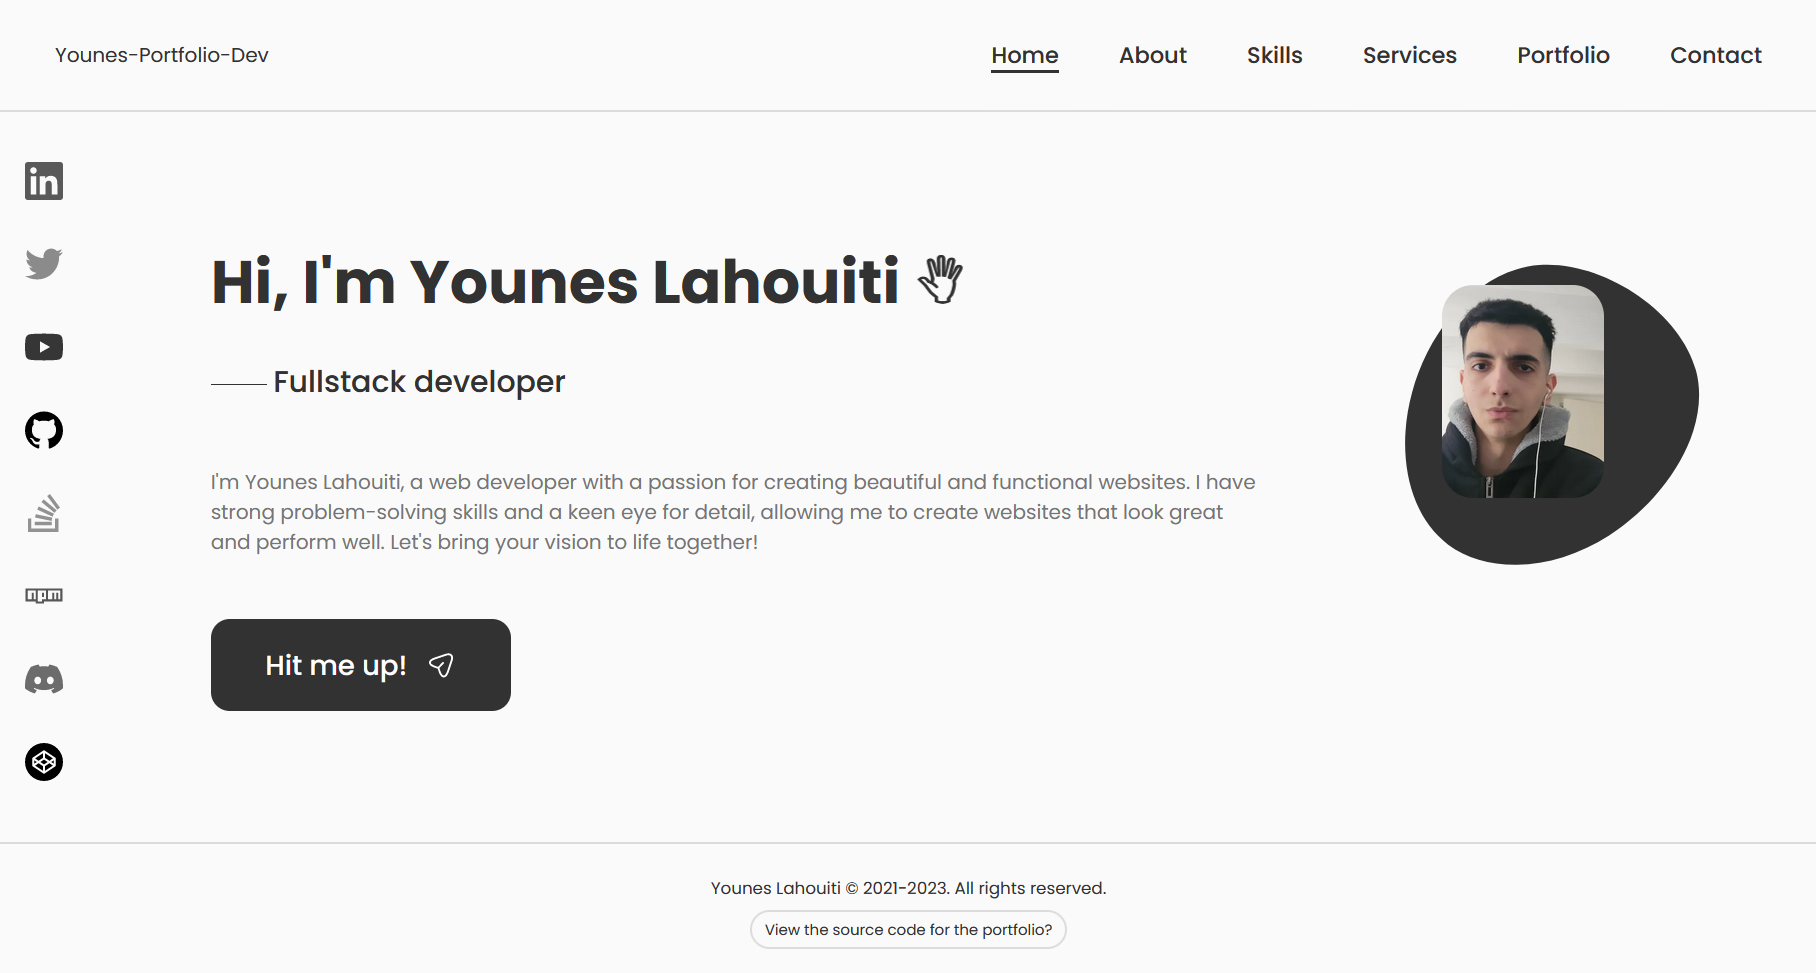 Younes-Portfolio-Dev
Home About Skills Services Portfolio Contact
in
Hi, I'm Younes Lahouiti
Fullstack developer
I'm Younes Lahouiti, a web developer with a passion for creating beautiful and functional websites. I have
strong problem-solving skills and a keen eye for detail, allowing me to create websites that look great
and perform well. Let's bring your vision to life together!
npm
Hit me up!
Younes Lahouiti © 2021-2023. All rights reserved.
View the source code for the portfolio?